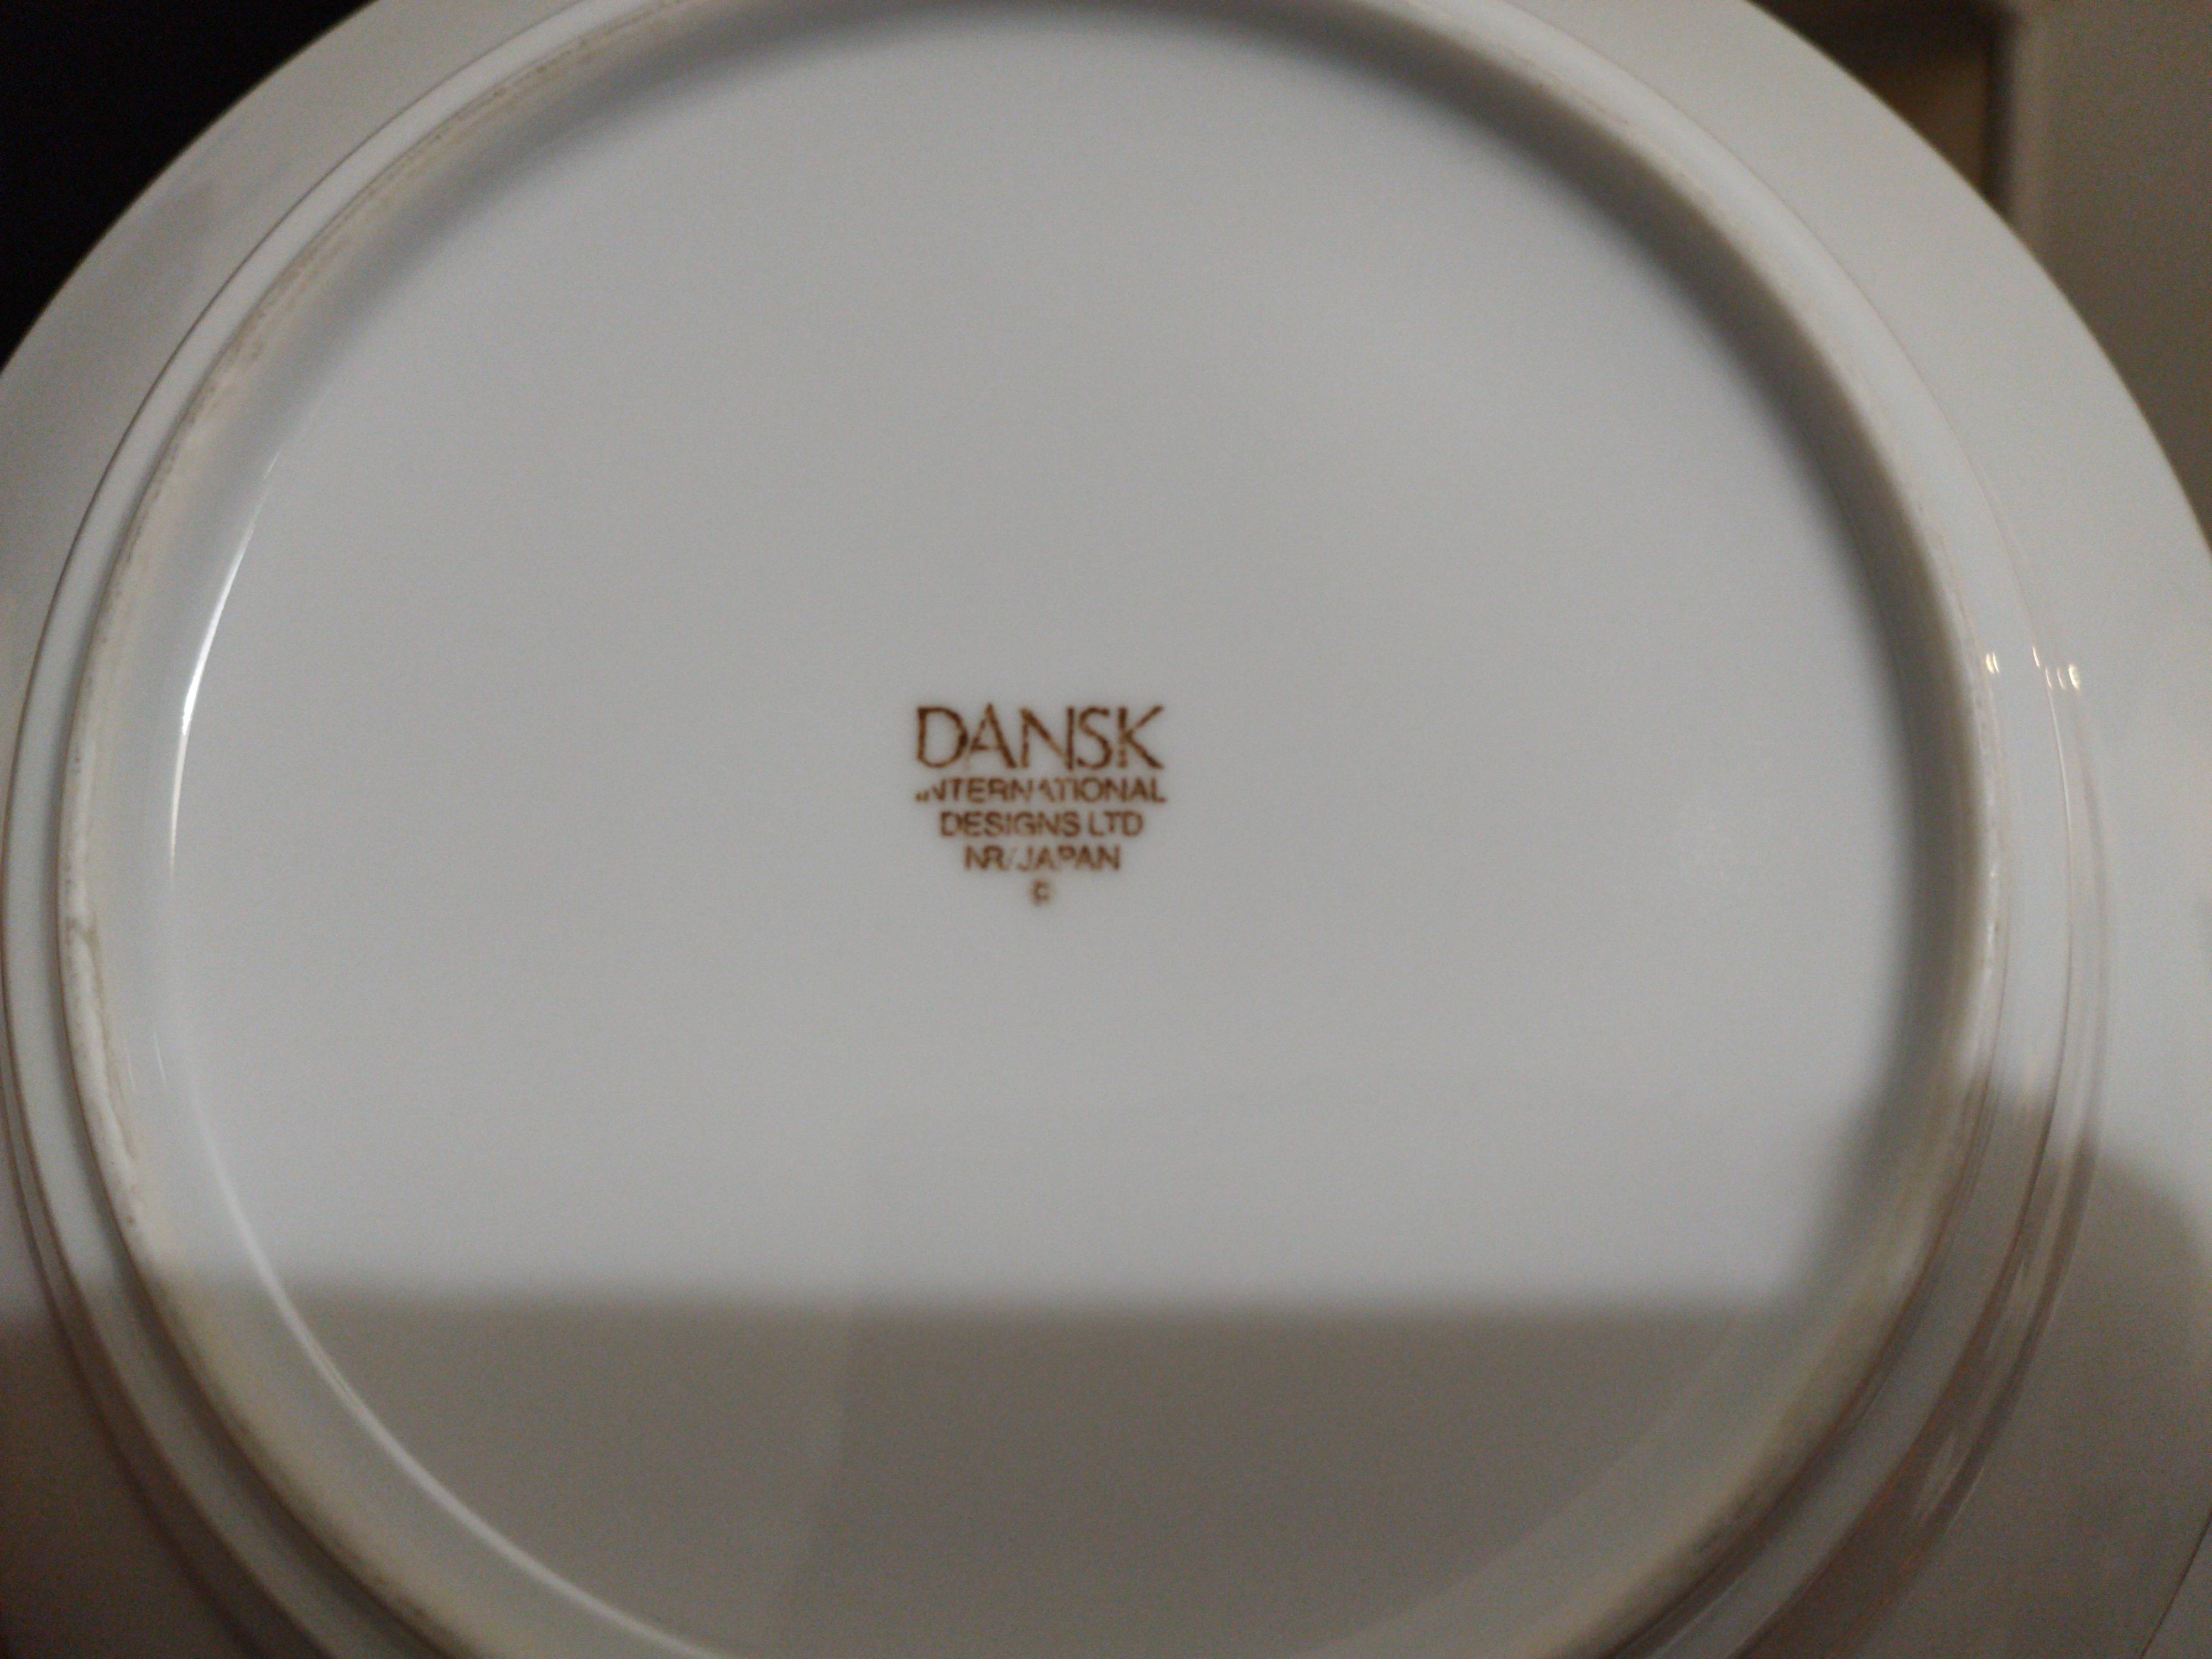 DANSK
INTERNATIONAL
DESIGNS LTD
NR/JAPAN